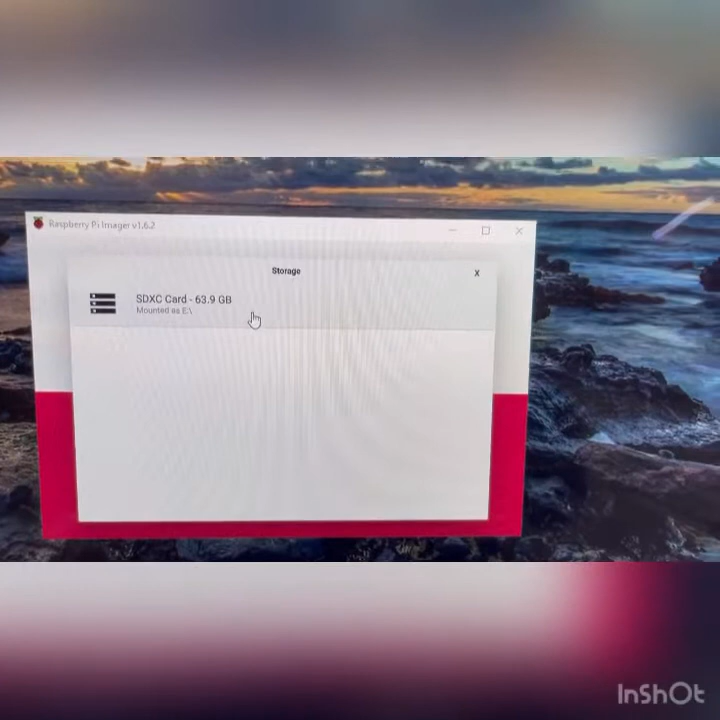 Raspberry Pi Imager v1.6.2
Storage
X
SDXC Card - 63.9 GB
Mounted as E:\
InShOt